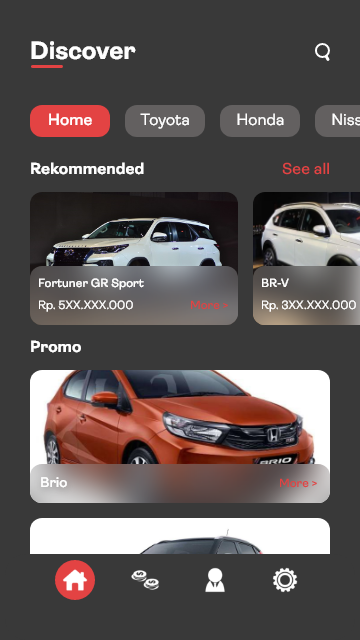 Discover
Home Toyota Honda Niss
Rekommended See all
Fortuner GR Sport
Rp. 5XX.XXX.000 More >
BR-V
Rp. 3XX.XXX.000
Promo
BRIO
Brio More >